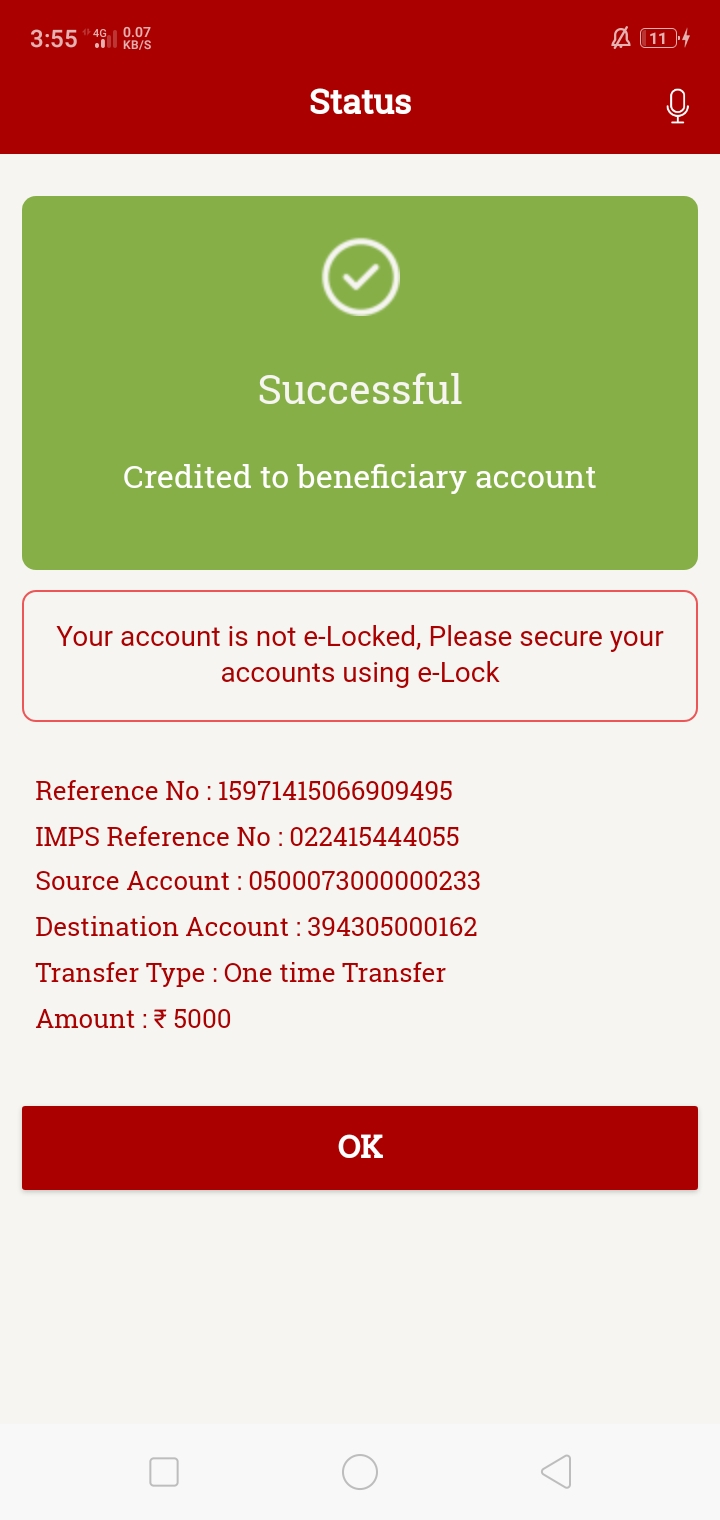 3:55 4G 0.07 KB/S 11
Status
Successful
Credited to beneficiary account
Your account is not e-Locked, Please secure your
accounts using e-Lock
Reference No : 15971415066909495
IMPS Reference No : 022415444055
Source Account : 0500073000000233
Destination Account : 394305000162
Transfer Type : One time Transfer
Amount : ₹ 5000
OK